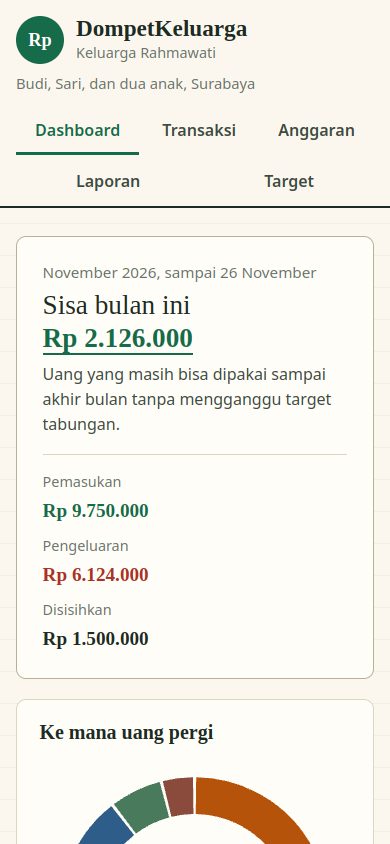 Rp
DompetKeluarga
Keluarga Rahmawati
Budi, Sari, dan dua anak, Surabaya
Dashboard Transaksi Anggaran
Laporan Target
November 2026, sampai 26 November
Sisa bulan ini
Rp 2.126.000
Uang yang masih bisa dipakai sampai
akhir bulan tanpa mengganggu target
tabungan.
Pemasukan
Rp 9.750.000
Pengeluaran
Rp 6.124.000
Disisihkan
Rp 1.500.000
Ke mana uang pergi